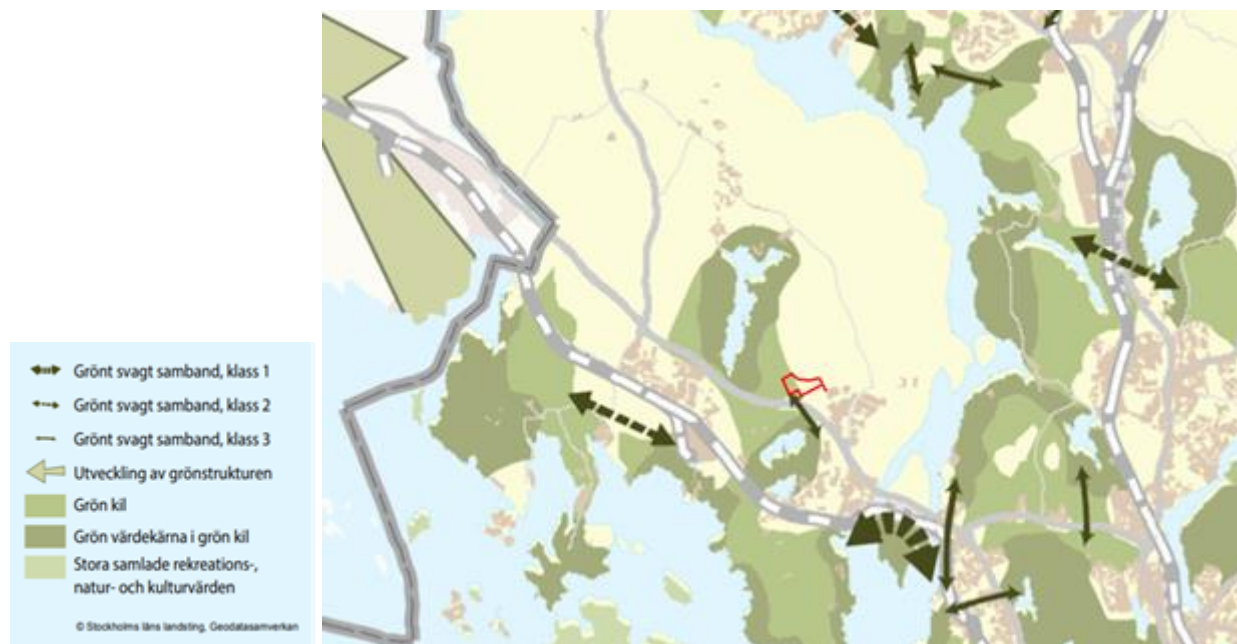 Grönt svagt samband, klass 1
Grönt svagt samband, klass 2
Grönt svagt samband, klass 3
Utveckling av grönstrukturen
Grön kil
Grön värdekärna i grön kil
Stora samlade rekreations-,
natur- och kulturvärden
© Stockholms läns landsting, Geodatasamverkan